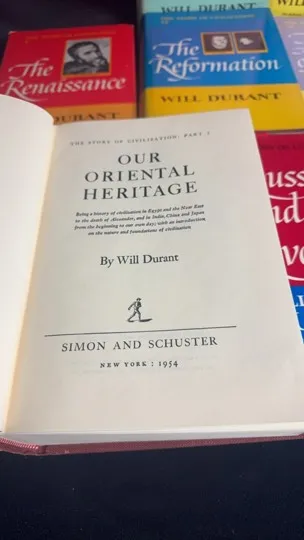 WILL DURANT
The
Renaissance
DURANT
The
Reformation
WILL DURANT
THE STORY OF CIVILIZATION: PART I
OUR
ORIENTAL
HERITAGE
Being a history of civilization in Egypt and the Near East
to the death of Alexander, and in India, China and Japan
from the beginning to our own day; with an introduction
on the nature and foundations of civilization
By Will Durant
SIMON AND SCHUSTER
NEW YORK : 1954